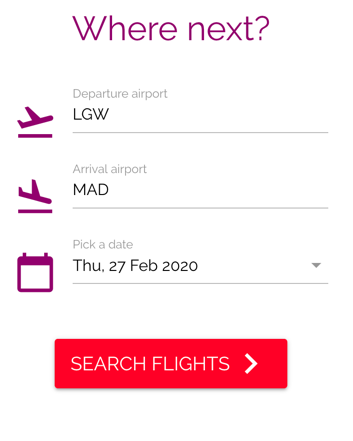 Where next?
Departure airport
LGW
Arrival airport
MAD
Pick a date
Thu, 27 Feb 2020
SEARCH FLIGHTS